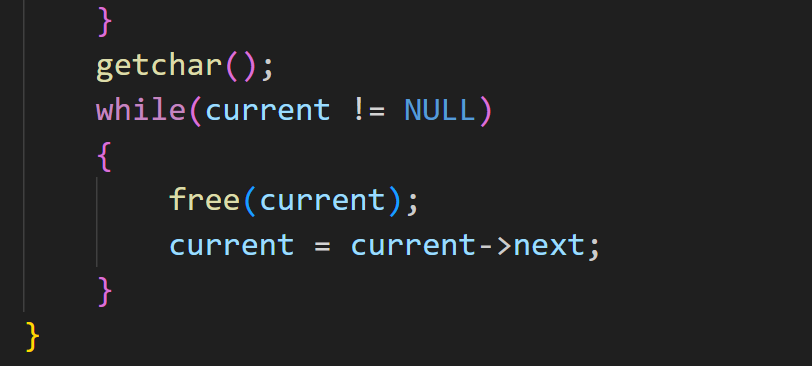 }
getchar();
while(current != NULL)
{
free(current);
current = current->next;
}
}